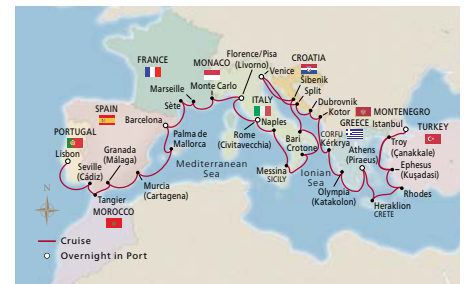 FRANCE
MONACO
Florence/Pisa
(Livorno)
CROATIA
Venice
Marseille
Monte Carlo
Šibenik
Split
Sète
ITALY
Dubrovnik
SPAIN
Barcelona
Naples
Kotor
MONTENEGRO
PORTUGAL
Palma de
Mallorca
Rome
(Civitavecchia)
Bari
CORFU
Kérkyra
GREECE
Istanbul
TURKEY
Lisbon
Granada
(Málaga)
Crotone
Athens
(Piraeus)
Troy
(Çanakkale)
Seville
(Cádiz)
Mediterranean
Sea
Messina
SICILY
Ionian
Sea
Ephesus
(Kuşadasi)
Murcia
(Cartagena)
Olympia
(Katakolon)
Rhodes
Tangier
MOROCCO
Heraklion
CRETE
N
Cruise
Overnight in Port